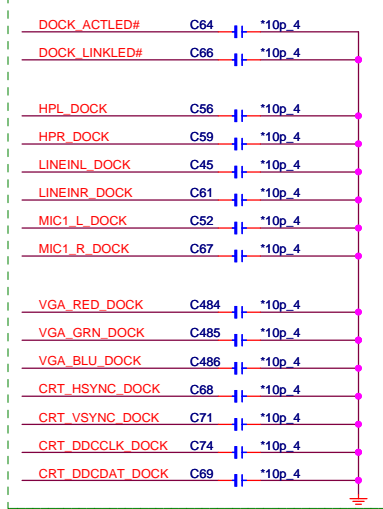 DOCK_ACTLED# C64 *10p_4
DOCK_LINKLED# C66 *10p_4
HPL_DOCK C56 *10p_4
HPR_DOCK C59 *10p_4
LINEINL_DOCK C45 *10p_4
LINEINR_DOCK C61 *10p_4
MIC1_L_DOCK C52 *10p_4
MIC1_R_DOCK C67 *10p_4
VGA_RED_DOCK C484 *10p_4
VGA_GRN_DOCK C485 *10p_4
VGA_BLU_DOCK C486 *10p_4
CRT_HSYNC_DOCK C68 *10p_4
CRT_VSYNC_DOCK C71 *10p_4
CRT_DDCCLK_DOCK C74 *10p_4
CRT_DDCDAT_DOCK C69 *10p_4